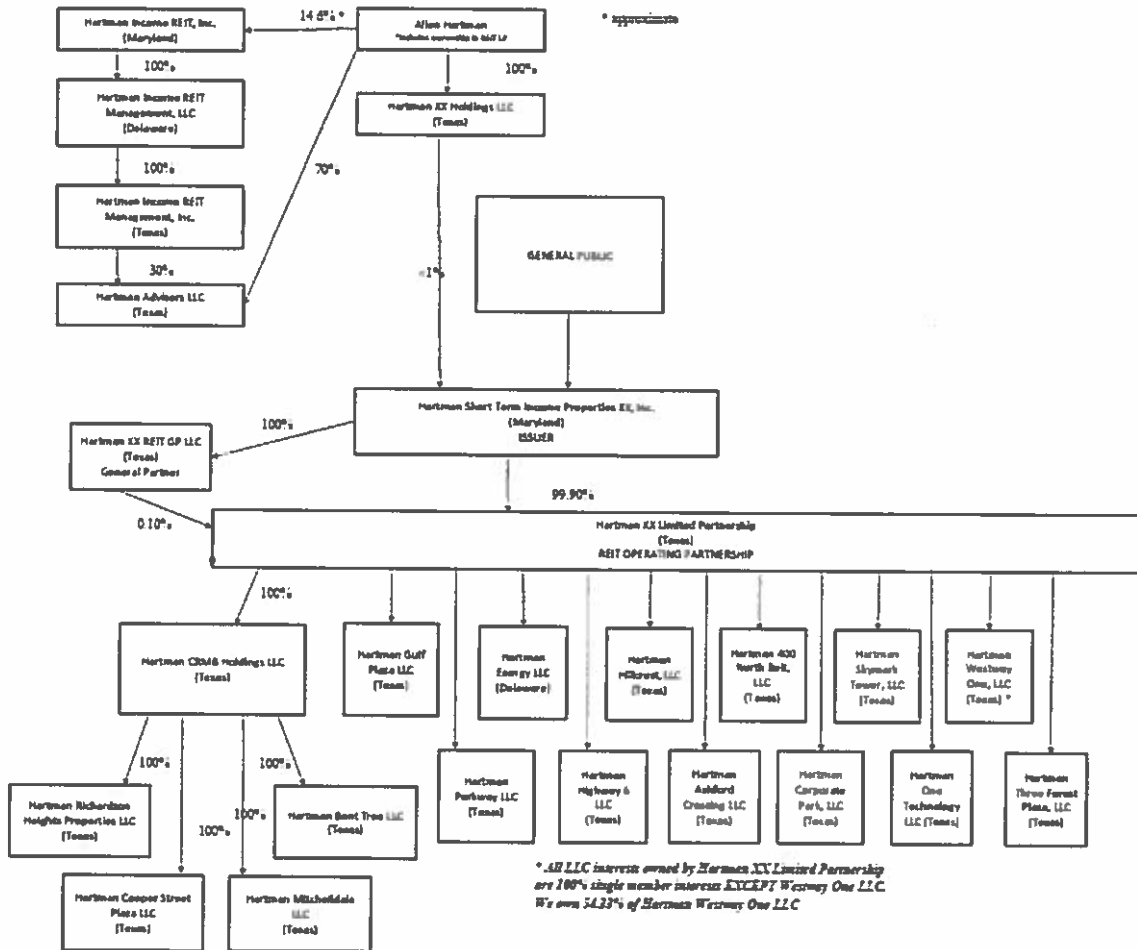 Hartman Income REIT, Inc.
(Maryland)
14.8% *
Allen Hartman
*Includes ownership in
* approximate
100%
100%
Hartman Income REIT
Management, LLC
(Delaware)
Hartman XX Holdings LLC
(Texas)
100%
70%
Hartman Income REIT
Management, Inc.
(Texas)
GENERAL PUBLIC
30%
<1%
Hartman Advisors LLC
(Texas)
Hartman Short Term Income Properties XX, Inc.
(Maryland)
ISSUER
100%
Hartman XX REIT GP LLC
(Texas)
General Partner
99.90%
0.10%
Hartman XX Limited Partnership
(Texas)
REIT OPERATING PARTNERSHIP
100%
Hartman CRMB Holdings LLC
(Texas)
Hartman Gulf
Plaza LLC
(Texas)
Hartman
Energy LLC
(Delaware)
Hartman
Hillcrest, LLC
(Texas)
Hartman 400
North Belt,
LLC
(Texas)
Hartman
Skymark
Tower, LLC
(Texas)
Hartman
Westway
One, LLC
(Texas) *
100%
100%
100%
100%
Hartman Richardson
Heights Properties LLC
(Texas)
Hartman Bent Tree LLC
(Texas)
Hartman
Parkway LLC
(Texas)
Hartman
Highway 6
LLC
(Texas)
Hartman
Ashford
Crossing LLC
(Texas)
Hartman
Corporate
Park, LLC
(Texas)
Hartman
One
Technology
LLC (Texas)
Hartman
Three Forest
Plaza, LLC
(Texas)
Hartman Cooper Street
Plaza LLC
(Texas)
Hartman Mitchelldale
LLC
(Texas)
* All LLC interests owned by Hartman XX Limited Partnership
are 100% single member interests EXCEPT Westway One LLC.
We own 54.33% of Hartman Westway One LLC